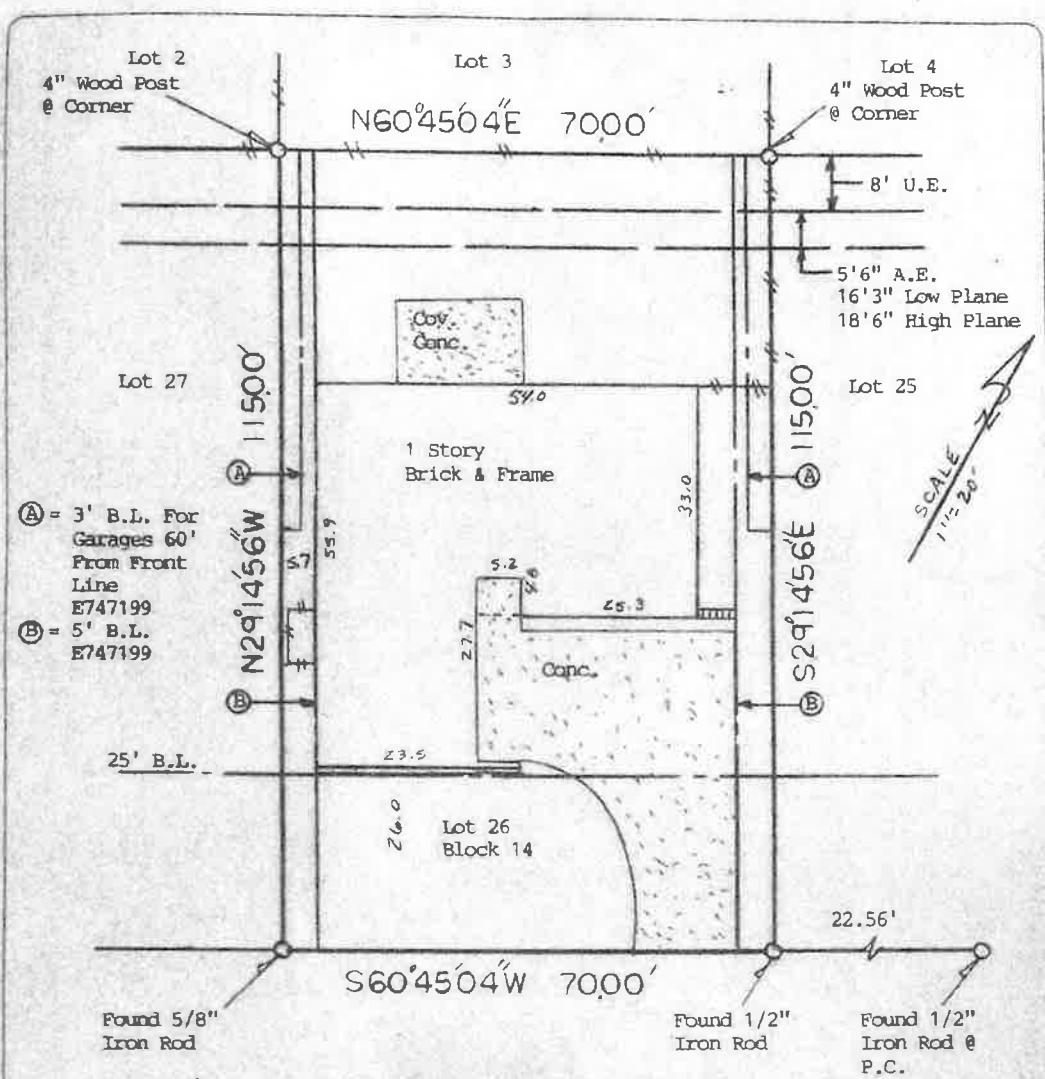 Lot 2
4" Wood Post
@ Corner
Lot 3
Lot 4
4" Wood Post
@ Corner
N60°45'04"E 70.00'
8' U.E.
5'6" A.E.
16'3" Low Plane
18'6" High Plane
Cov.
Conc.
Lot 27
N29°14'56"W 115.00'
54.0
Lot 25
S29°14'56"E 115.00'
1 Story
Brick & Frame
SCALE
1"=20'
A
A
33.0
55.9
5.7
A = 3' B.L. For
Garages 60'
From Front
Line
E747199
B = 5' B.L.
E747199
5.2
25.3
27.7
Conc.
B
B
25' B.L.
23.5
26.0
Lot 26
Block 14
22.56'
S60°45'04"W 70.00'
Found 5/8"
Iron Rod
Found 1/2"
Iron Rod
Found 1/2"
Iron Rod @
P.C.